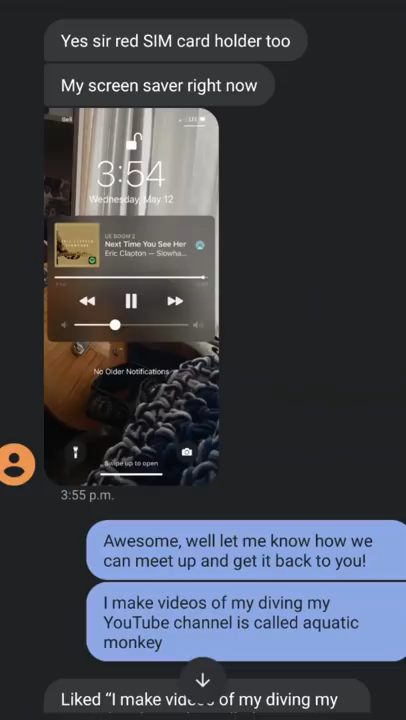 Yes sir red SIM card holder too
My screen saver right now
Bell
LTE
3:54
Wednesday, May 12
UE BOOM 2
Next Time You See Her
Eric Clapton — Slowha...
No Older Notifications
Swipe up to open
3:55 p.m.
Awesome, well let me know how we
can meet up and get it back to you!
I make videos of my diving my
YouTube channel is called aquatic
monkey
Liked “I make videos of my diving my